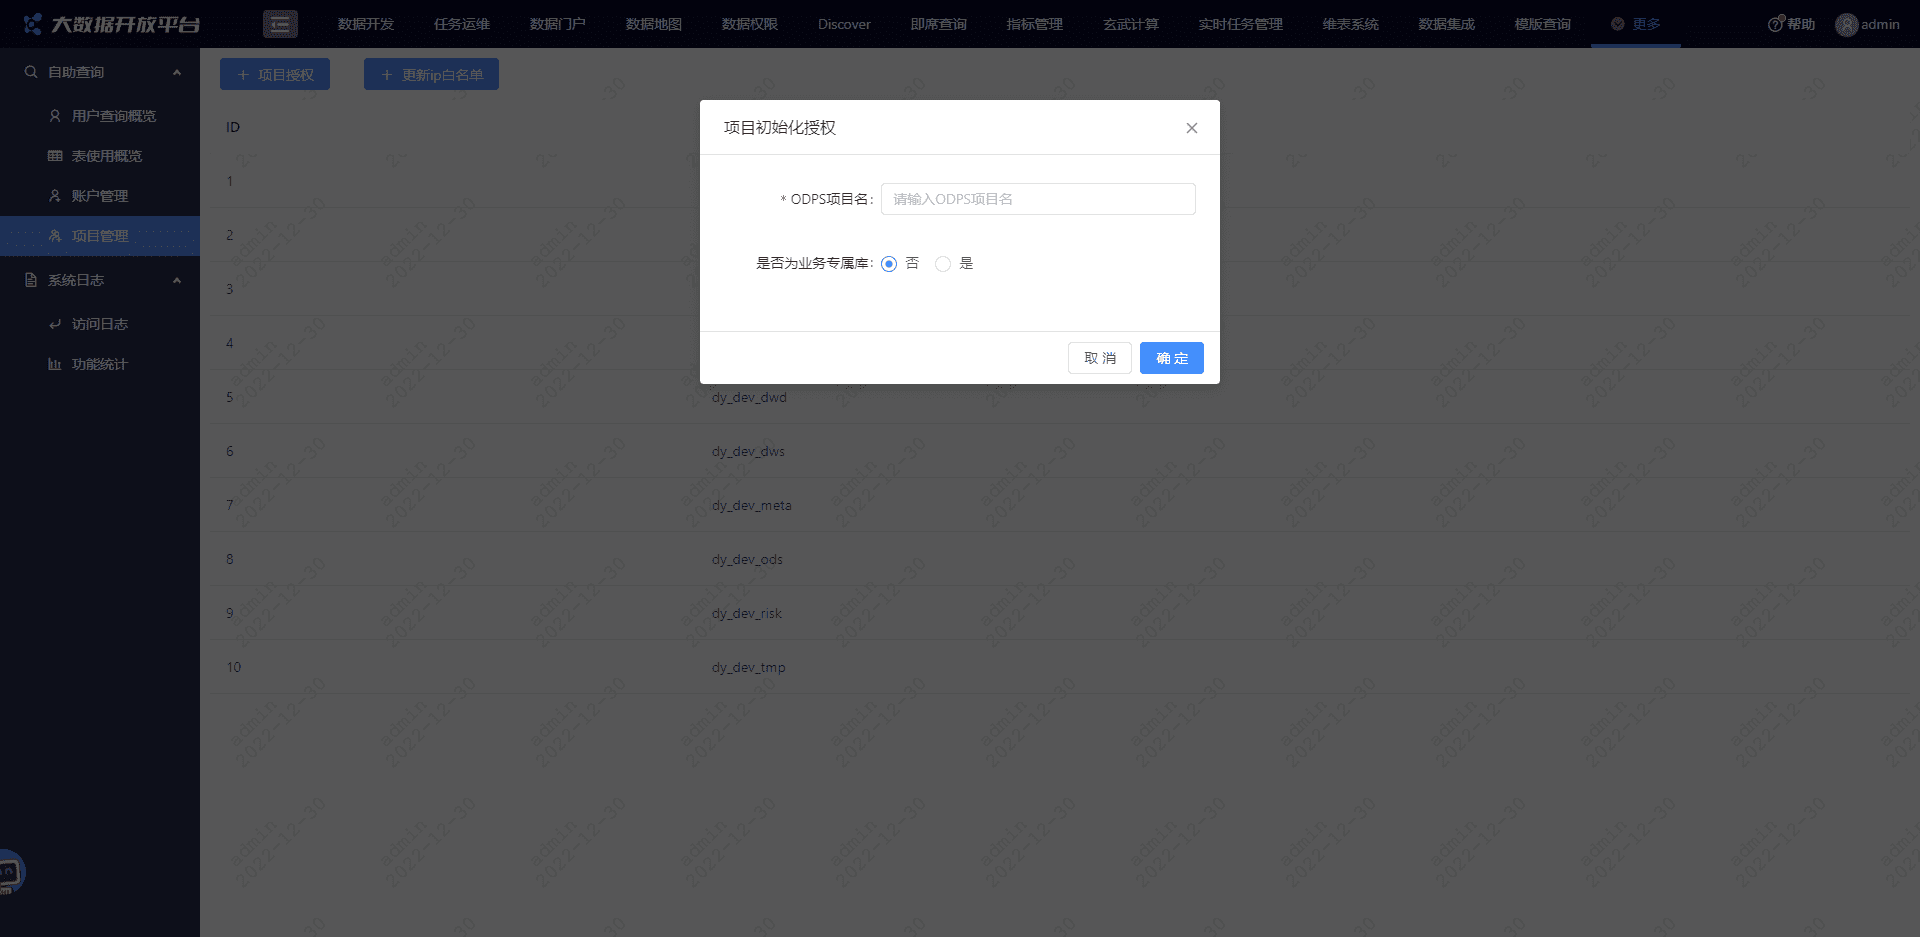 大数据开放平台
数据开发 任务运维 数据门户 数据地图 数据权限 Discover 即席查询 指标管理 玄武计算 实时任务管理 维表系统 数据集成 模版查询 更多 帮助 admin
自助查询
用户查询概览
表使用概览
账户管理
项目管理
系统日志
访问日志
功能统计
+ 项目授权
+ 更新ip白名单
ID
1
2
3
4
5 dy_dev_dwd
6 dy_dev_dws
7 dy_dev_meta
8 dy_dev_ods
9 dy_dev_risk
10 dy_dev_tmp
项目初始化授权
* ODPS项目名: 请输入ODPS项目名
是否为业务专属库: 否 是
取 消 确 定
admin
2022-12-30